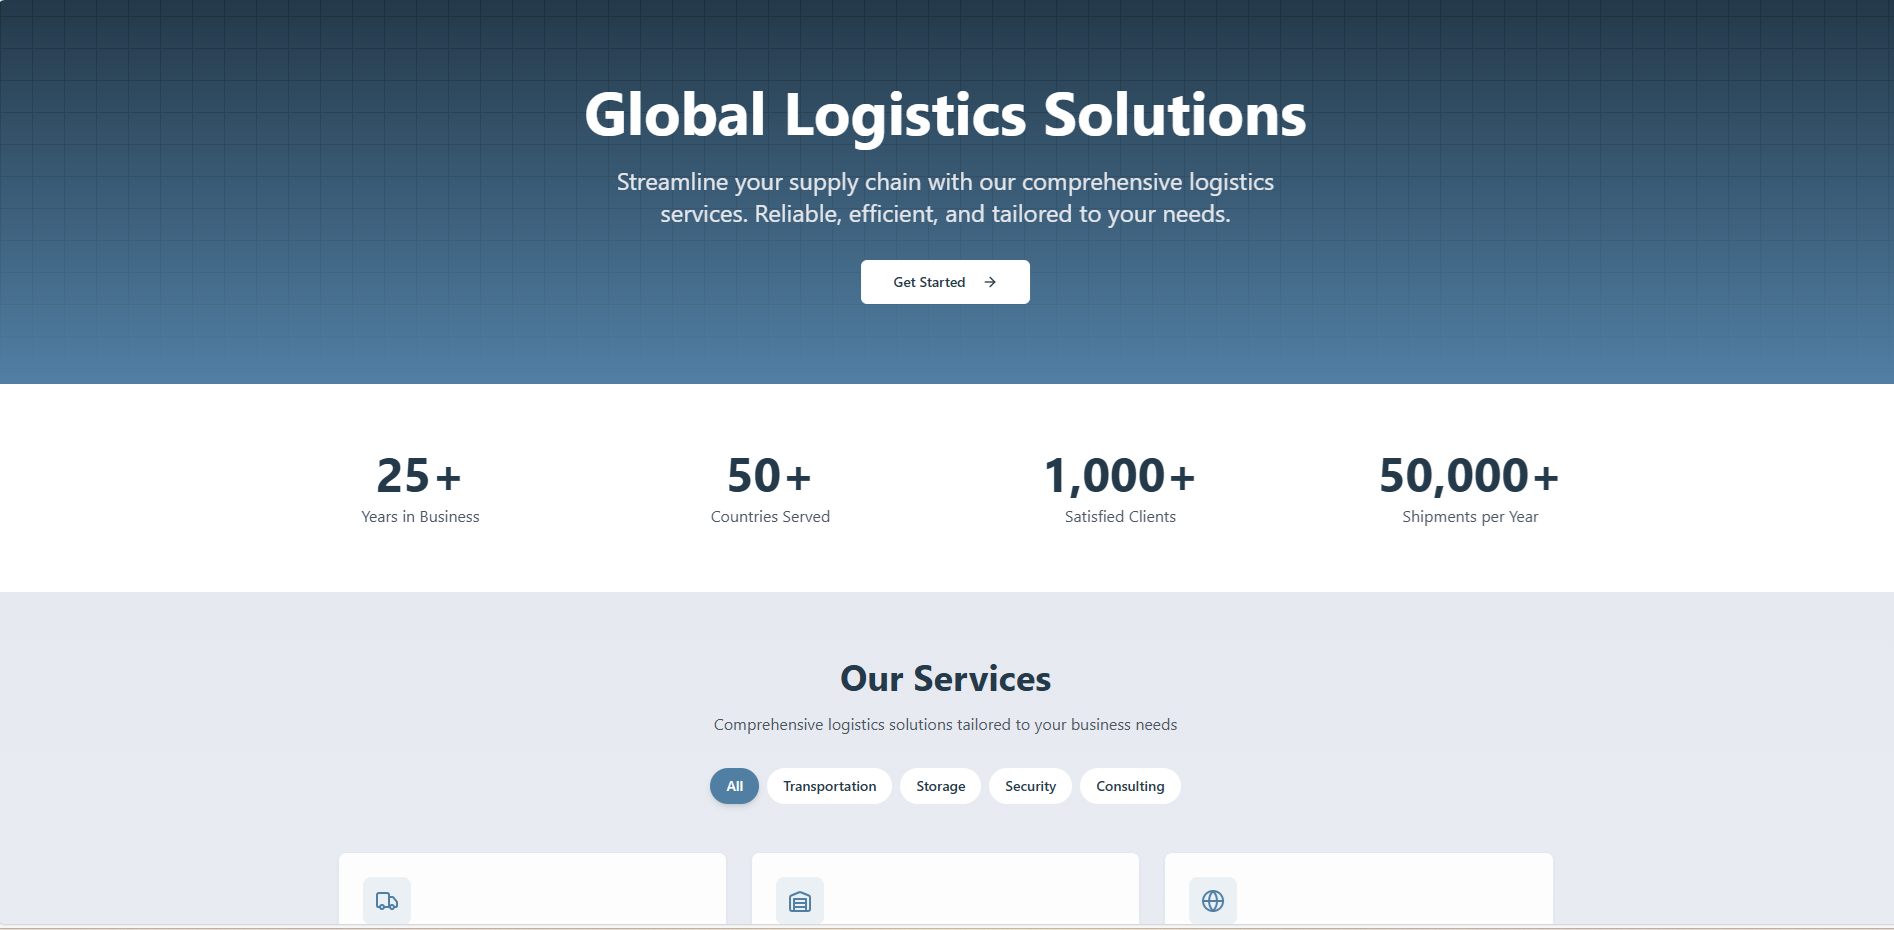 Global Logistics Solutions
Streamline your supply chain with our comprehensive logistics
services. Reliable, efficient, and tailored to your needs.
Get Started
25+
Years in Business
50+
Countries Served
1,000+
Satisfied Clients
50,000+
Shipments per Year
Our Services
Comprehensive logistics solutions tailored to your business needs
All
Transportation
Storage
Security
Consulting